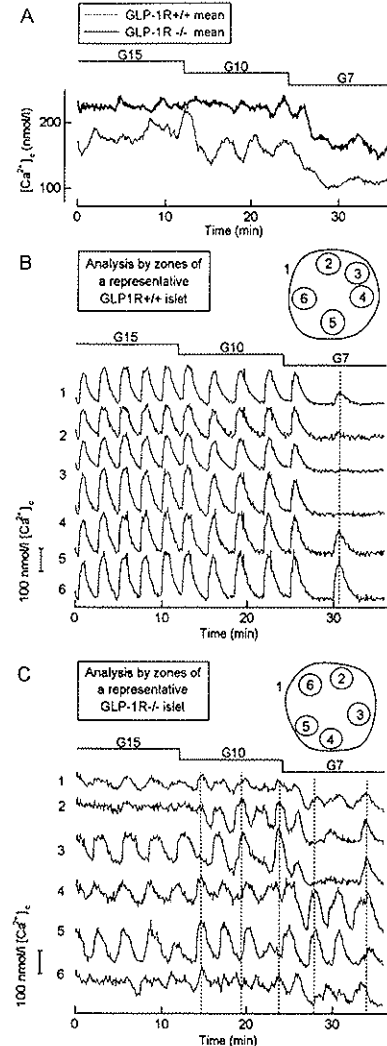 A
GLP-1R+/+ mean
GLP-1R -/- mean
G15
G10
G7
[Ca2+]c (nmol/l)
200
100
0
10
20
30
Time (min)
B
Analysis by zones of
a representative
GLP1R+/+ islet
1
2
3
4
5
6
G15
G10
G7
1
2
3
4
5
6
100 nmol/l [Ca2+]c
0
10
20
30
Time (min)
C
Analysis by zones of
a representative
GLP-1R-/- islet
1
6
2
3
5
4
G15
G10
G7
1
2
3
4
5
6
100 nmol/l [Ca2+]c
0
10
20
30
Time (min)